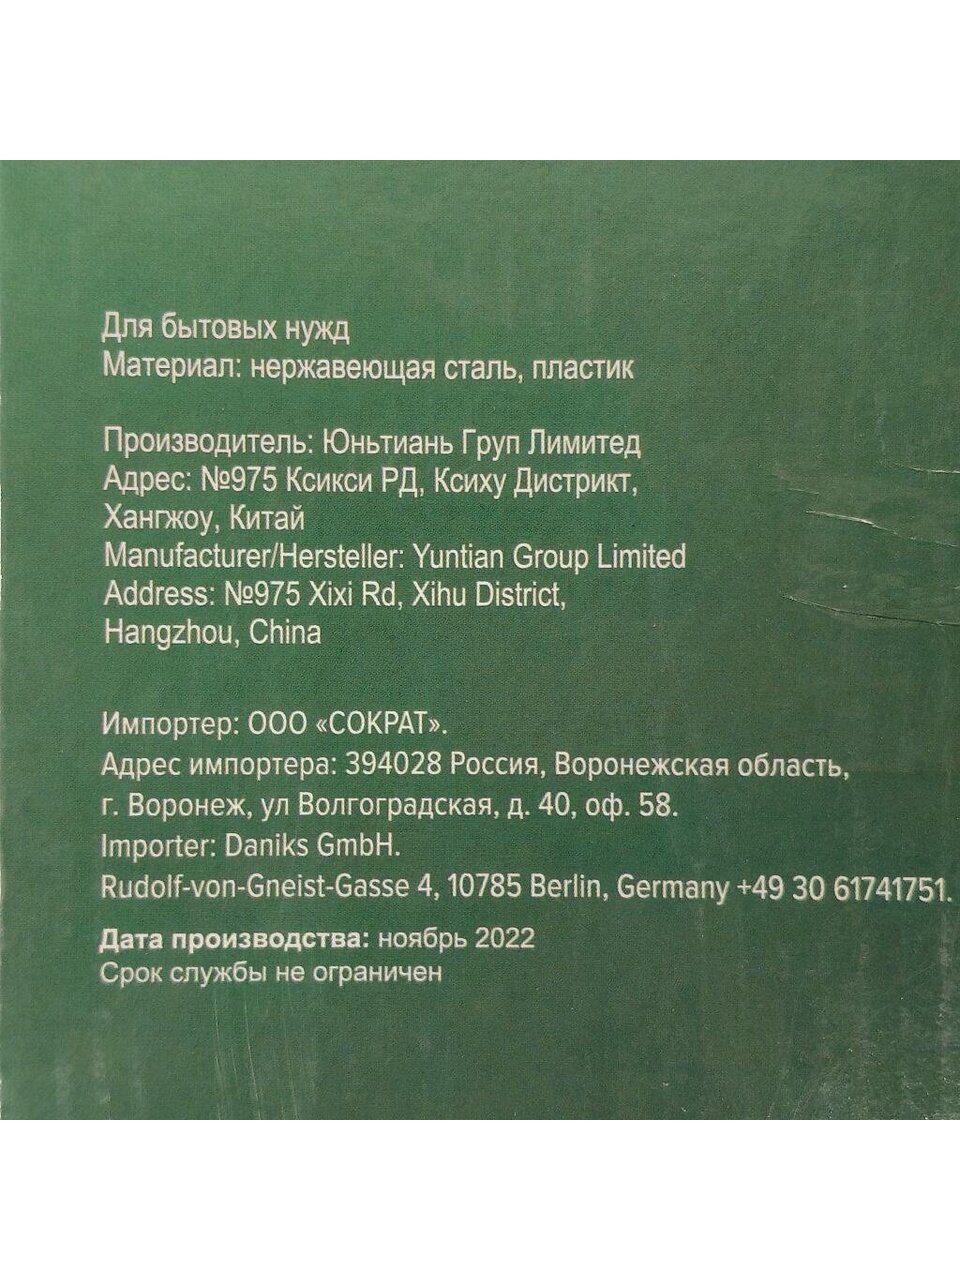 Для бытовых нужд
Материал: нержавеющая сталь, пластик
Производитель: Юньтиань Груп Лимитед
Адрес: №975 Ксикси РД, Ксиху Дистрикт,
Хангжоу, Китай
Manufacturer/Hersteller: Yuntian Group Limited
Address: №975 Xixi Rd, Xihu District,
Hangzhou, China
Импортер: ООО «СОКРАТ».
Адрес импортера: 394028 Россия, Воронежская область,
г. Воронеж, ул Волгоградская, д. 40, оф. 58.
Importer: Daniks GmbH.
Rudolf-von-Gneist-Gasse 4, 10785 Berlin, Germany +49 30 61741751.
Дата производства: ноябрь 2022
Срок службы не ограничен